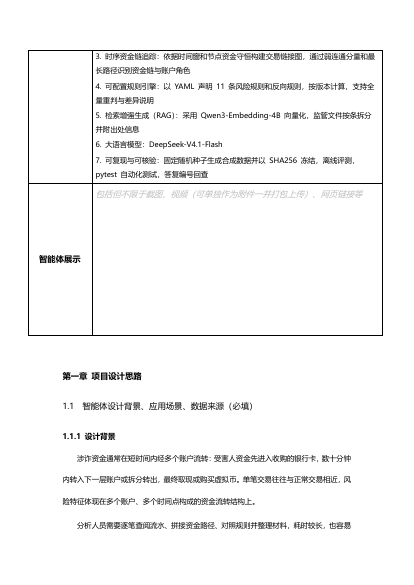 3. 时序资金链追踪：依据时间窗和节点资金守恒构建交易链接图，通过弱连通分量和最
长路径识别资金链与账户角色
4. 可配置规则引擎：以 YAML 声明 11 条风险规则和反向规则，按版本计算，支持全
量重判与差异说明
5. 检索增强生成（RAG）：采用 Qwen3-Embedding-4B 向量化，监管文件按条拆分
并附出处信息
6. 大语言模型：DeepSeek-V4.1-Flash
7. 可复现与可核验：固定随机种子生成合成数据并以 SHA256 冻结，离线评测，
pytest 自动化测试，答复编号回查
智能体展示
包括但不限于截图、视频（可单独作为附件一并打包上传）、网页链接等
第一章 项目设计思路
1.1 智能体设计背景、应用场景、数据来源（必填）
1.1.1 设计背景
涉诈资金通常在短时间内经多个账户流转：受害人资金先进入收购的银行卡，数十分钟
内转入下一层账户或拆分转出，最终取现或购买虚拟币。单笔交易往往与正常交易相近，风
险特征体现在多个账户、多个时间点构成的资金流转结构上。
分析人员需要逐笔查阅流水、拼接资金路径、对照规则并整理材料，耗时较长，也容易